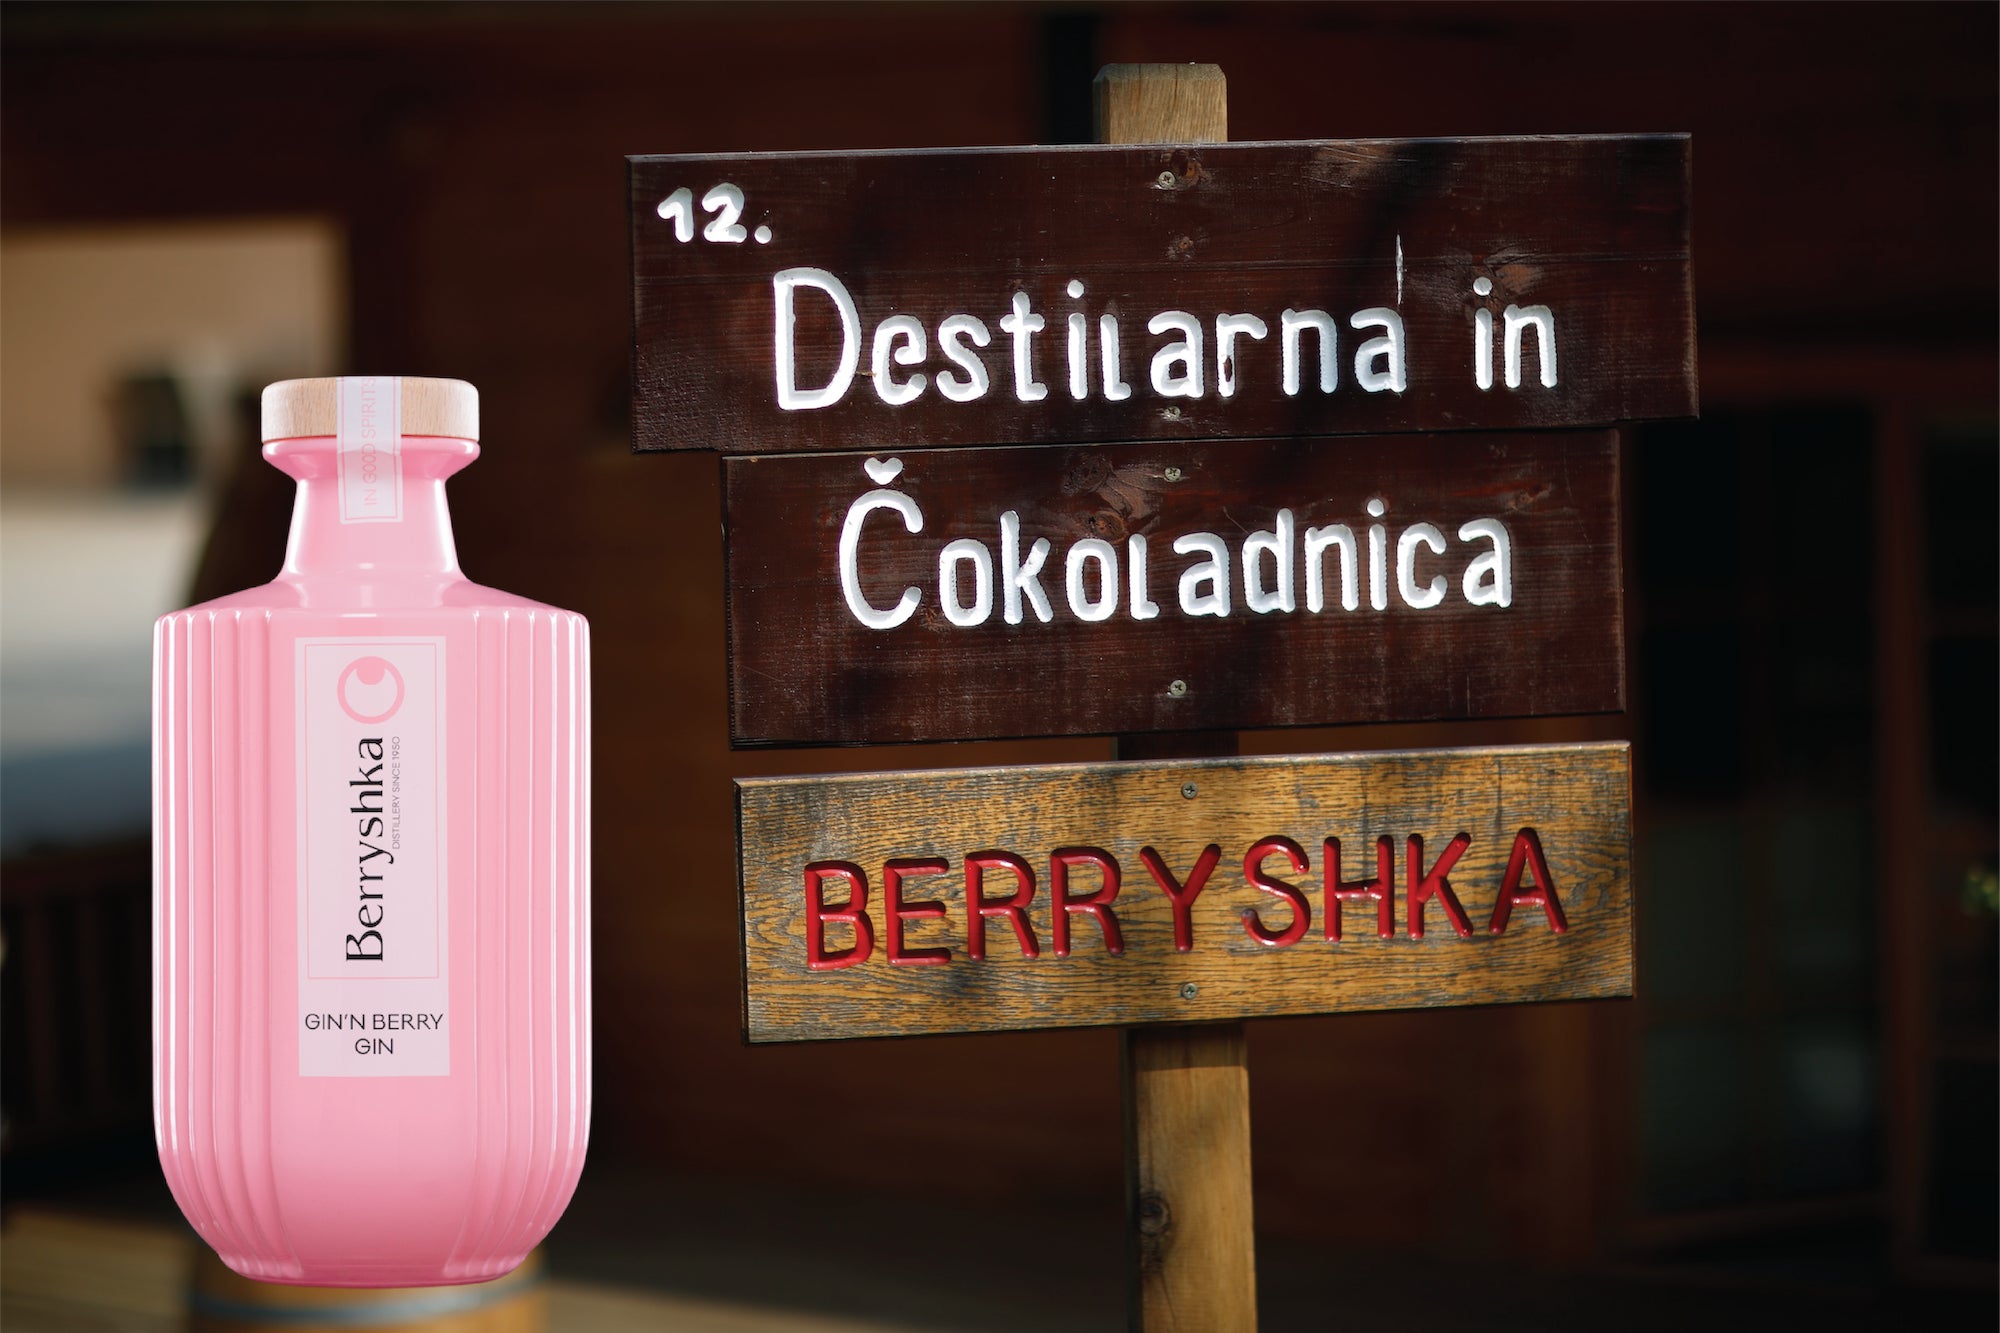 IN GOOD SPIRITS
Berryshka
DISTILLERY SINCE 1950
GIN'N BERRY
GIN
12.
Destilarna in
Čokoladnica
BERRYSHKA